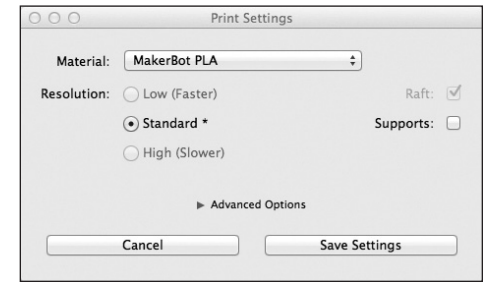 Print Settings
Material: MakerBot PLA
Resolution: Low (Faster) Raft:
Standard * Supports:
High (Slower)
Advanced Options
Cancel Save Settings